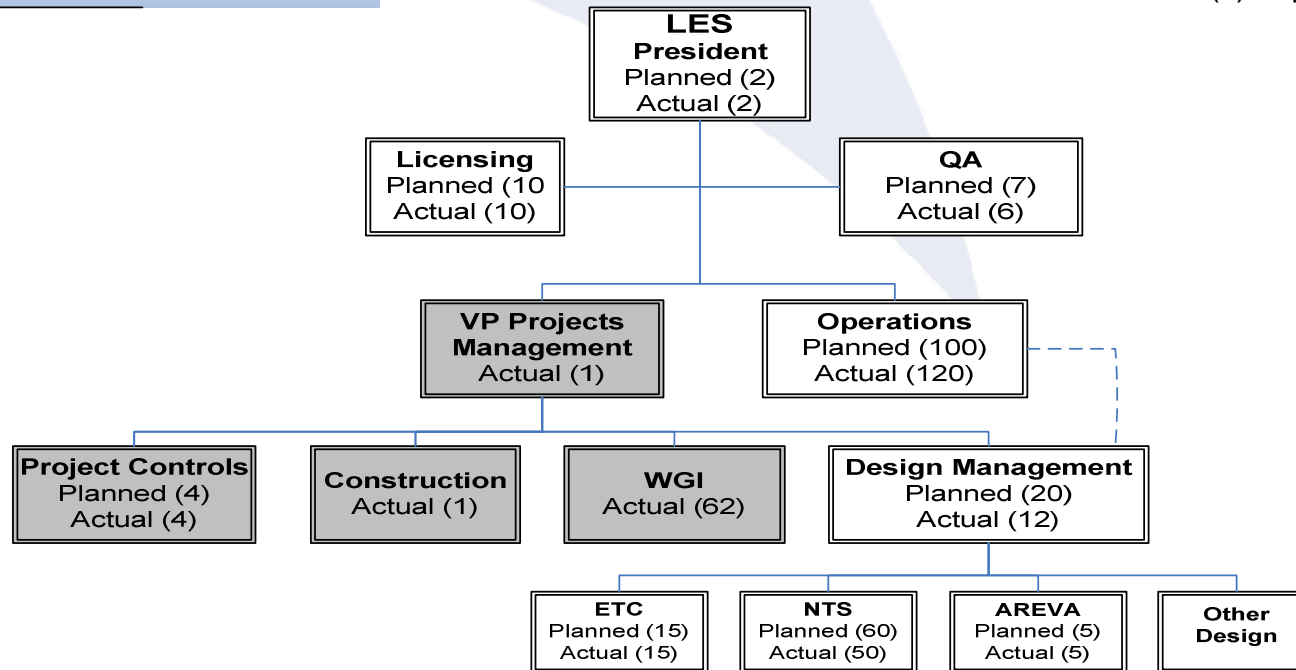 LES
President
Planned (2)
Actual (2)
Licensing
Planned (10
Actual (10)
QA
Planned (7)
Actual (6)
VP Projects
Management
Actual (1)
Operations
Planned (100)
Actual (120)
Project Controls
Planned (4)
Actual (4)
Construction
Actual (1)
WGI
Actual (62)
Design Management
Planned (20)
Actual (12)
ETC
Planned (15)
Actual (15)
NTS
Planned (60)
Actual (50)
AREVA
Planned (5)
Actual (5)
Other
Design